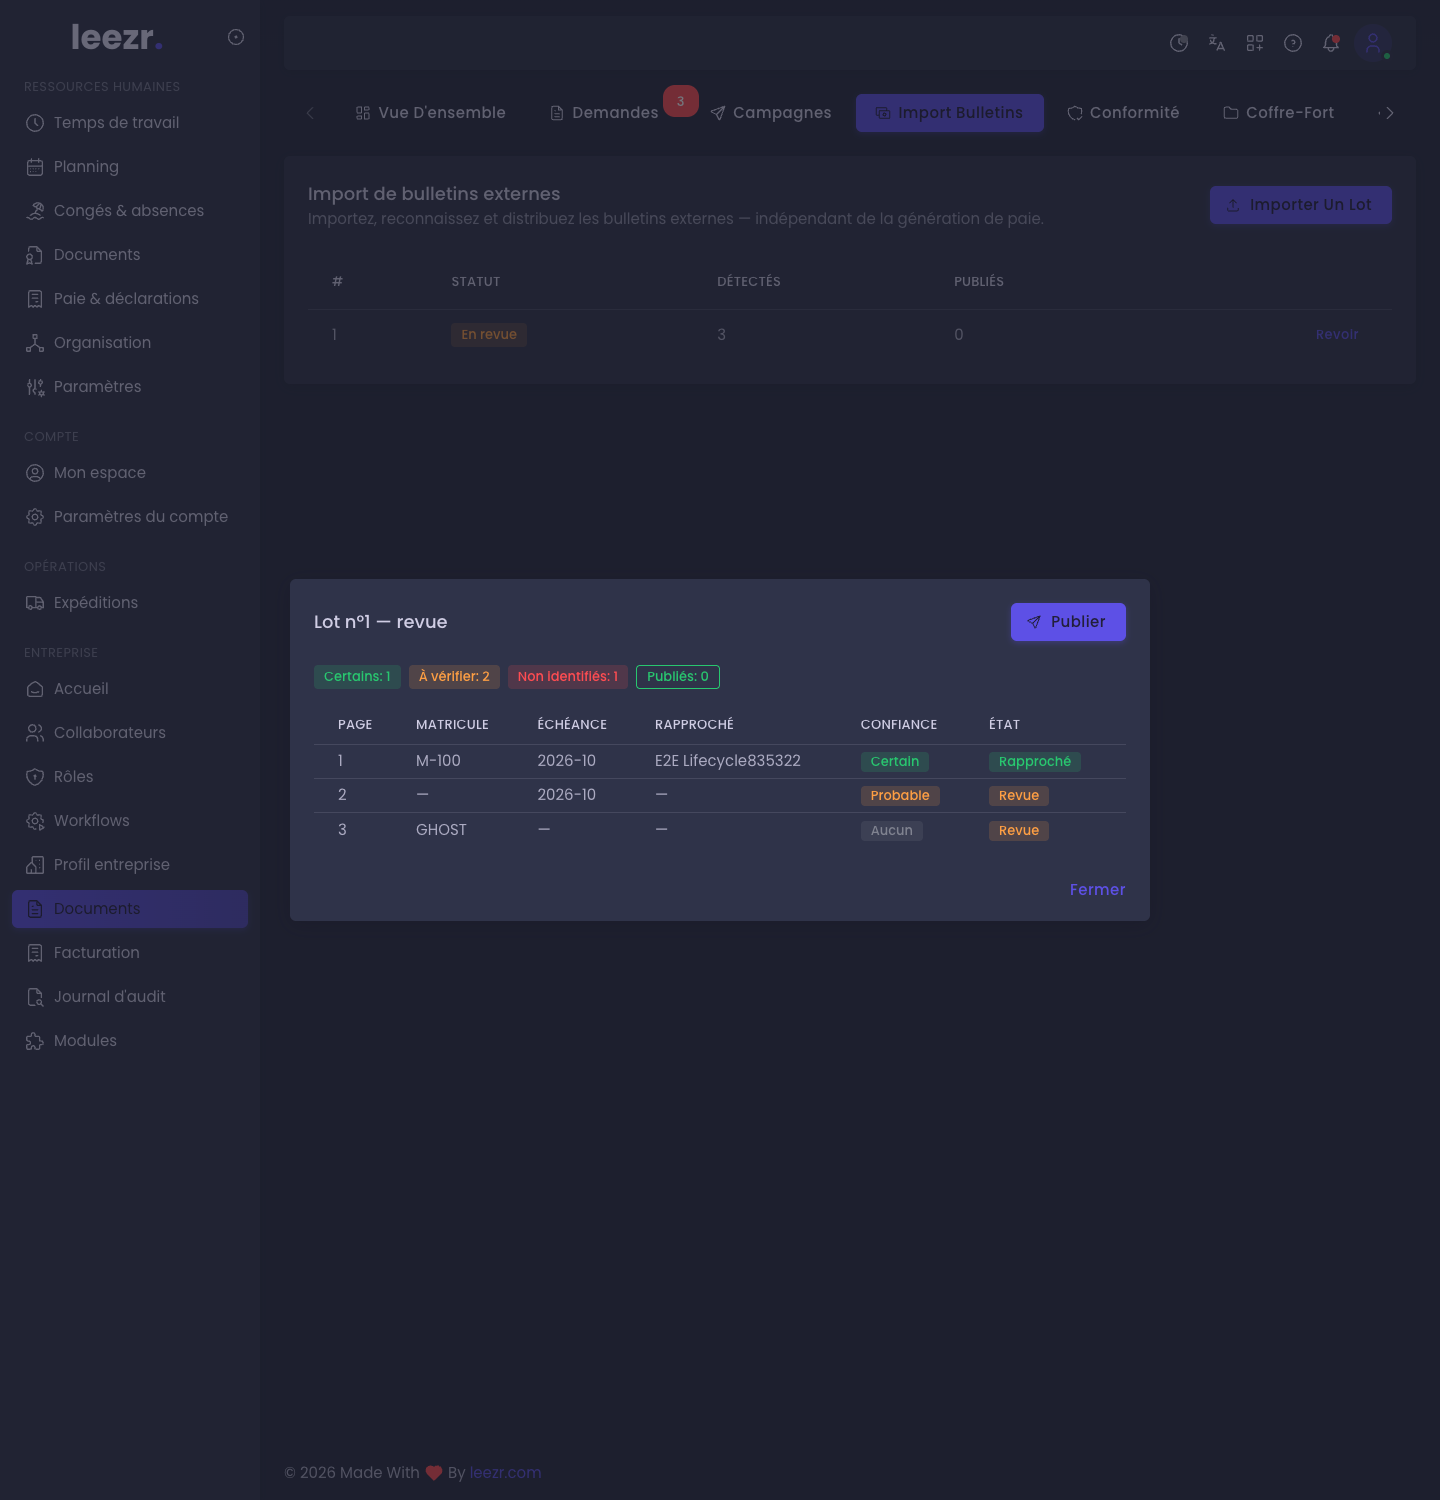 leezr.
RESSOURCES HUMAINES
Temps de travail
Planning
Congés & absences
Documents
Paie & déclarations
Organisation
Paramètres
COMPTE
Mon espace
Paramètres du compte
OPÉRATIONS
Expéditions
ENTREPRISE
Accueil
Collaborateurs
Rôles
Workflows
Profil entreprise
Documents
Facturation
Journal d'audit
Modules
Vue D'ensemble
Demandes 3
Campagnes
Import Bulletins
Conformité
Coffre-Fort
Import de bulletins externes
Importez, reconnaissez et distribuez les bulletins externes — indépendant de la génération de paie.
Importer Un Lot
# STATUT DÉTECTÉS PUBLIÉS
1 En revue 3 0 Revoir
Lot n°1 — revue
Publier
Certains: 1 À vérifier: 2 Non identifiés: 1 Publiés: 0
PAGE MATRICULE ÉCHÉANCE RAPPROCHÉ CONFIANCE ÉTAT
1 M-100 2026-10 E2E Lifecycle835322 Certain Rapproché
2 — 2026-10 — Probable Revue
3 GHOST — — Aucun Revue
Fermer
© 2026 Made With By leezr.com